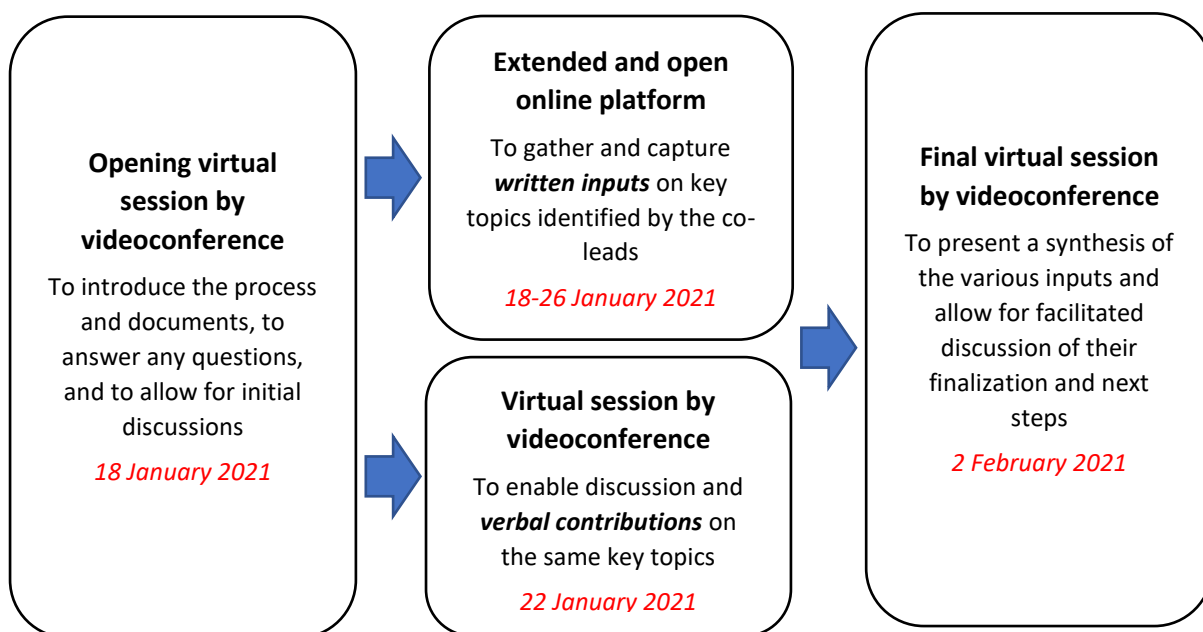 Opening virtual
session by
videoconference
To introduce the process
and documents, to
answer any questions,
and to allow for initial
discussions
18 January 2021
Extended and open
online platform
To gather and capture
written inputs on key
topics identified by the co-
leads
18-26 January 2021
Virtual session by
videoconference
To enable discussion and
verbal contributions on
the same key topics
22 January 2021
Final virtual session
by videoconference
To present a synthesis of
the various inputs and
allow for facilitated
discussion of their
finalization and next
steps
2 February 2021